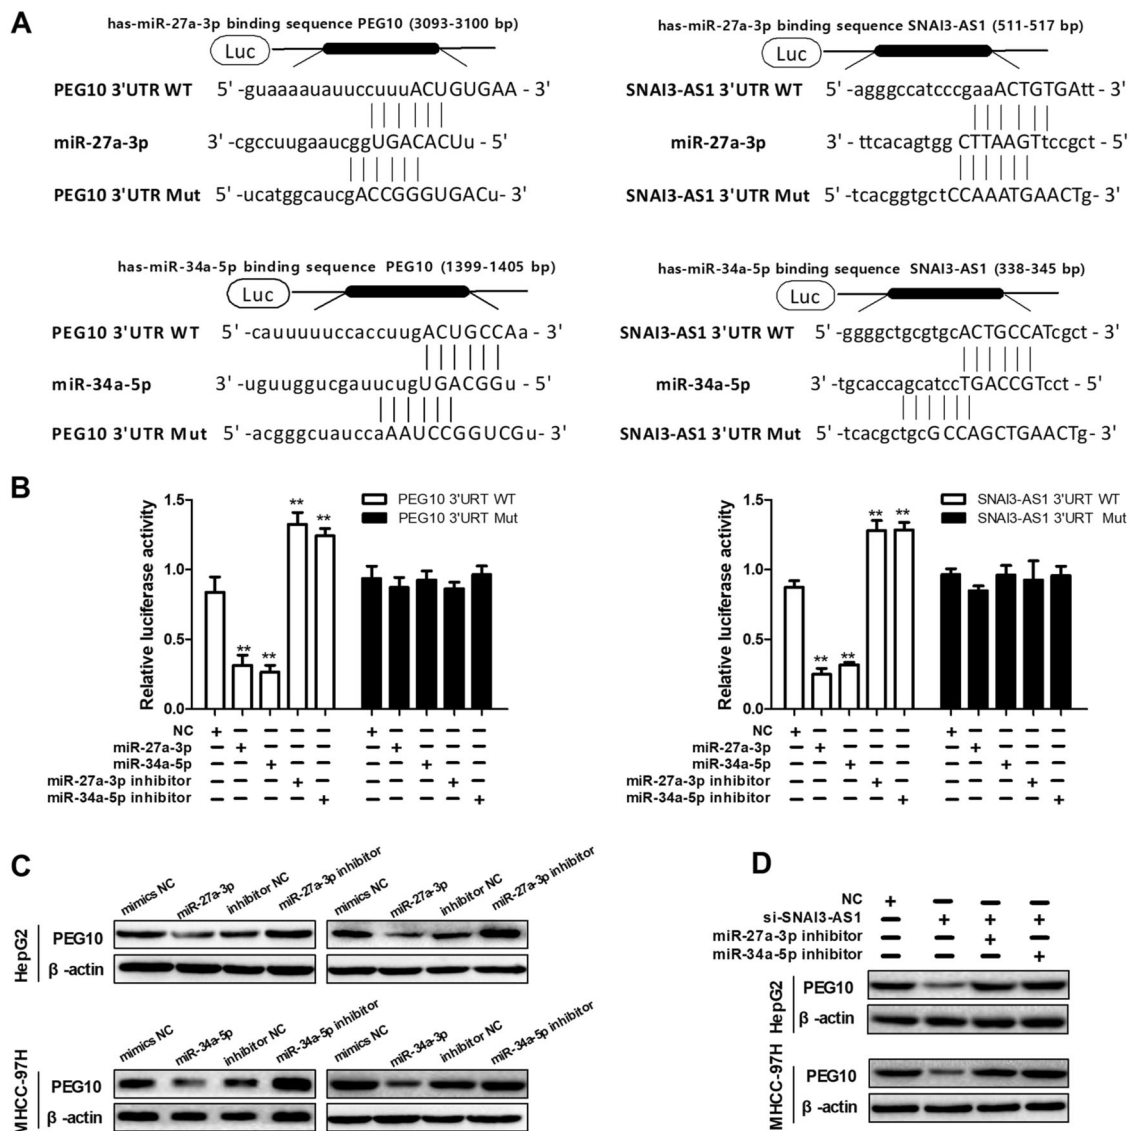 A
has-miR-27a-3p binding sequence PEG10 (3093-3100 bp)
Luc
PEG10 3'UTR WT 5' -guaaaauauuccuuuACUGUGAA - 3'
miR-27a-3p 3' -cgccuugaaucggUGACACUu - 5'
PEG10 3'UTR Mut 5' -ucauggcaucgACCGGGUGACu- 3'
has-miR-27a-3p binding sequence SNAI3-AS1 (511-517 bp)
Luc
SNAI3-AS1 3'UTR WT 5' -agggccatcccgaaACTGTGAtt- 3'
miR-27a-3p 3' -ttcacagtgg CTTAAGTtccgct- 5'
SNAI3-AS1 3'UTR Mut 5' -tcacggtgctCCAAATGAACTg- 3'
has-miR-34a-5p binding sequence PEG10 (1399-1405 bp)
Luc
PEG10 3'UTR WT 5' -cauuuuuccaccuugACUGCCAa - 3'
miR-34a-5p 3' -uguuggucgauucugUGACGGu - 5'
PEG10 3'UTR Mut 5' -acgggcuauccaAAUCCGGUCGu- 3'
has-miR-34a-5p binding sequence SNAI3-AS1 (338-345 bp)
Luc
SNAI3-AS1 3'UTR WT 5' -ggggctgcgtgcACTGCCATcgct- 3'
miR-34a-5p 3' -tgcaccagcatccTGACCGTcct - 5'
SNAI3-AS1 3'UTR Mut 5' -tcacgctgcG CCAGCTGAACTg- 3'
B
Relative luciferase activity
1.5
1.0
0.5
0.0
** ** ** **
PEG10 3'URT WT
PEG10 3'URT Mut
NC + − − − − + − − − −
miR-27a-3p − + − − − − + − − −
miR-34a-5p − − + − − − − + − −
miR-27a-3p inhibitor − − − + − − − − + −
miR-34a-5p inhibitor − − − − + − − − − +
Relative luciferase activity
1.5
1.0
0.5
0.0
** ** ** **
SNAI3-AS1 3'URT WT
SNAI3-AS1 3'URT Mut
NC + − − − − + − − − −
miR-27a-3p − + − − − − + − − −
miR-34a-5p − − + − − − − + − −
miR-27a-3p inhibitor − − − + − − − − + −
miR-34a-5p inhibitor − − − − + − − − − +
C
mimics NC miR-27a-3p inhibitor NC miR-27a-3p inhibitor mimics NC miR-27a-3p inhibitor NC miR-27a-3p inhibitor
HepG2
PEG10
β -actin
mimics NC miR-34a-5p inhibitor NC miR-34a-5p inhibitor mimics NC miR-34a-3p inhibitor NC miR-34a-5p inhibitor
MHCC-97H
PEG10
β -actin
D
NC + − − −
si-SNAI3-AS1 − + + +
miR-27a-3p inhibitor − − + −
miR-34a-5p inhibitor − − − +
HepG2
PEG10
β -actin
MHCC-97H
PEG10
β -actin